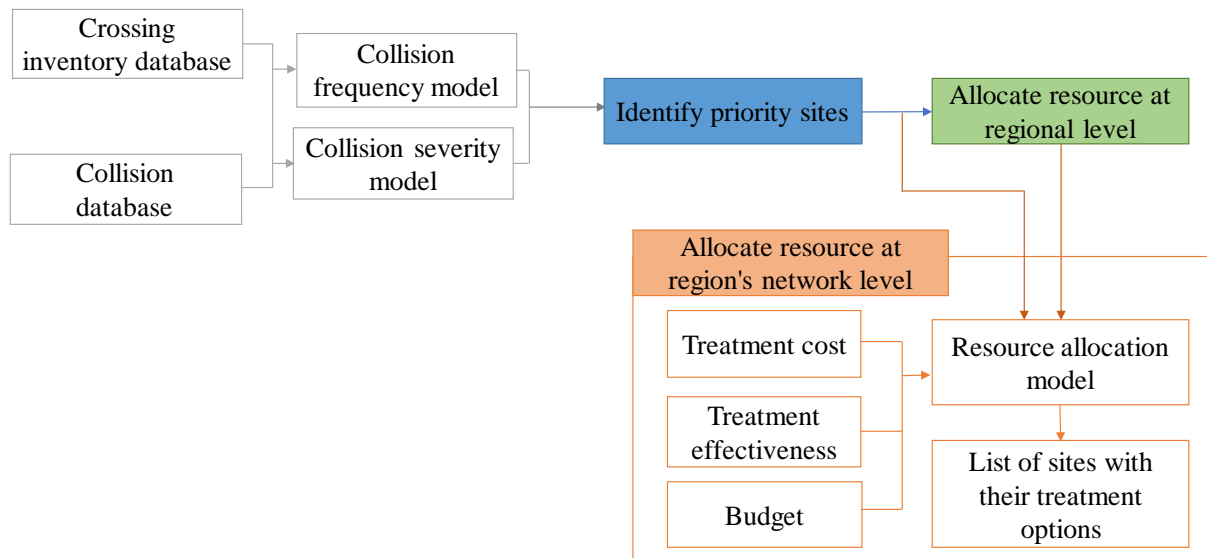 Crossing
inventory database
Collision
frequency model
Identify priority sites
Allocate resource at
regional level
Collision severity
model
Collision
database
Allocate resource at
region's network level
Treatment cost
Resource allocation
model
Treatment
effectiveness
List of sites with
their treatment
options
Budget